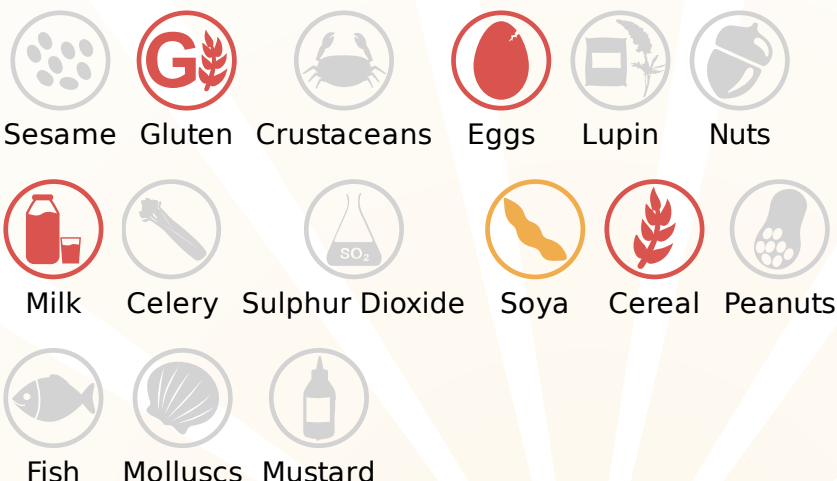 G
Sesame Gluten Crustaceans Eggs Lupin Nuts
SO₂
Milk Celery Sulphur Dioxide Soya Cereal Peanuts
Fish Molluscs Mustard